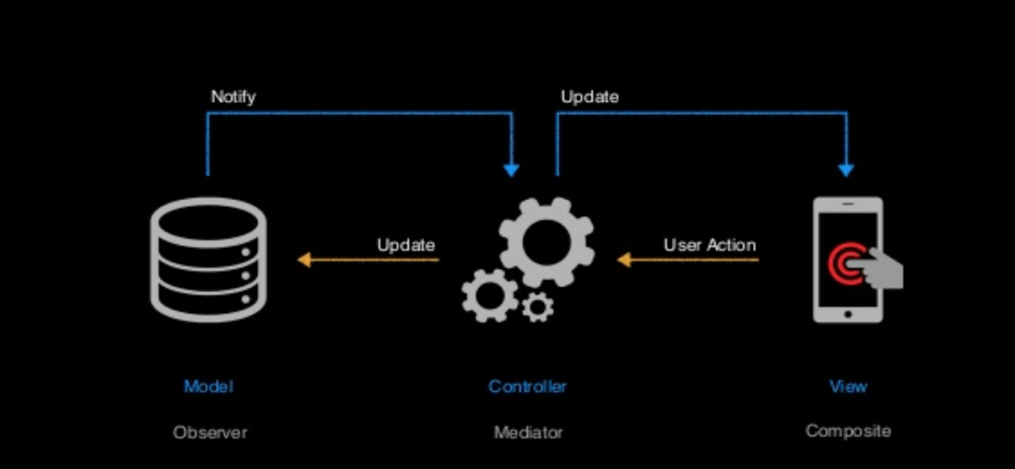 Notify
Update
Update
User Action
Model
Controller
View
Observer
Mediator
Composite